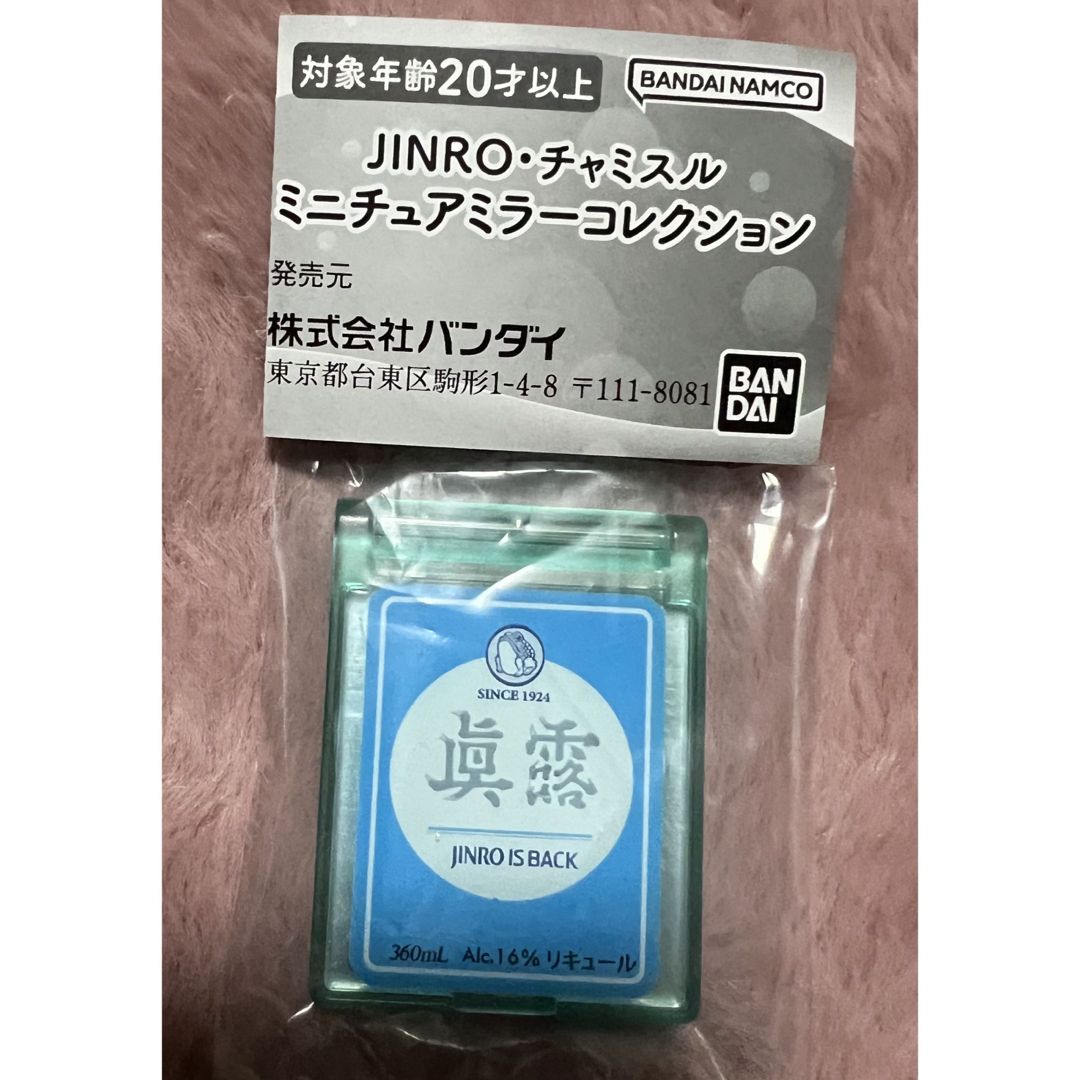 対象年齢20才以上
BANDAI NAMCO
JINRO・チャミスル
ミニチュアミラーコレクション
発売元
株式会社バンダイ
東京都台東区駒形1-4-8 〒111-8081
BAN
DAI
SINCE 1924
眞露
JINRO IS BACK
360mL Alc.16% リキュール